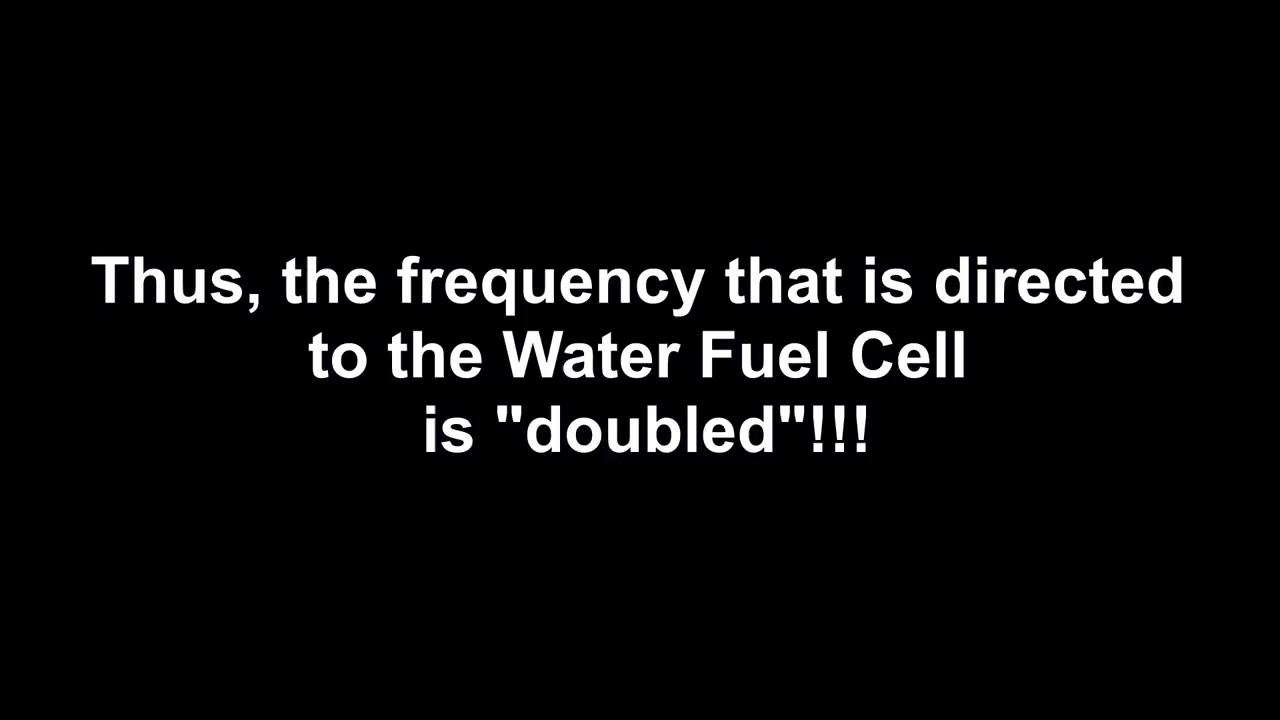 Thus, the frequency that is directed
to the Water Fuel Cell
is "doubled"!!!